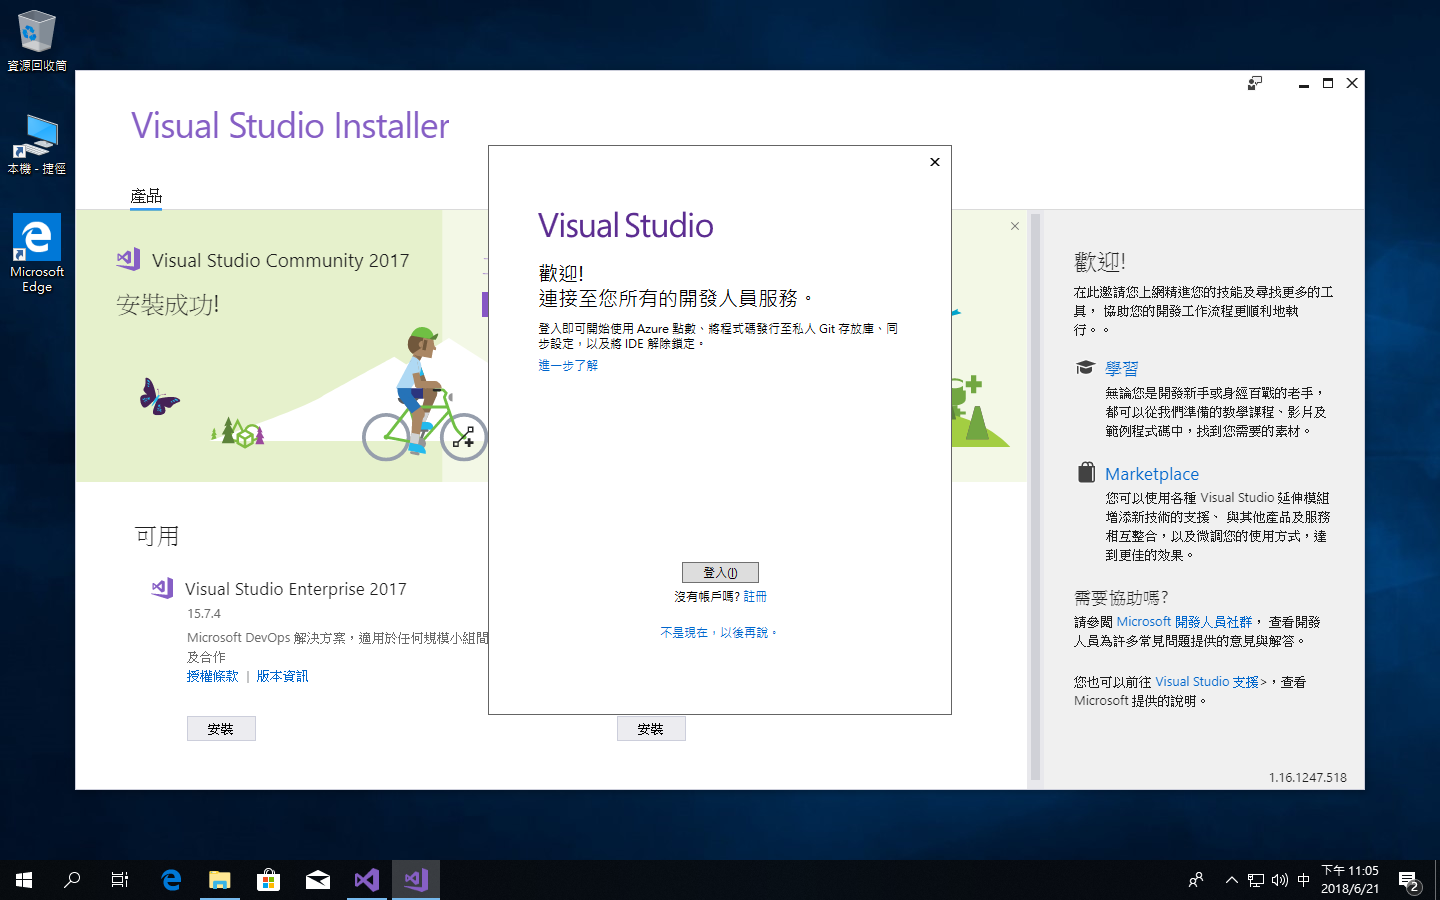 資源回收筒
本機 - 捷徑
Microsoft
Edge
Visual Studio Installer
產品
Visual Studio Community 2017
安裝成功!
可用
Visual Studio Enterprise 2017
15.7.4
Microsoft DevOps 解決方案，適用於任何規模小組間
及合作
授權條款 | 版本資訊
安裝
安裝
Visual Studio
歡迎!
連接至您所有的開發人員服務。
登入即可開始使用 Azure 點數、將程式碼發行至私人 Git 存放庫、同
步設定，以及將 IDE 解除鎖定。
進一步了解
登入(I)
沒有帳戶嗎? 註冊
不是現在，以後再說。
歡迎!
在此邀請您上網精進您的技能及尋找更多的工
具， 協助您的開發工作流程更順利地執
行。。
學習
無論您是開發新手或身經百戰的老手，
都可以從我們準備的教學課程、影片及
範例程式碼中，找到您需要的素材。
Marketplace
您可以使用各種 Visual Studio 延伸模組
增添新技術的支援、 與其他產品及服務
相互整合，以及微調您的使用方式，達
到更佳的效果。
需要協助嗎?
請參閱 Microsoft 開發人員社群， 查看開發
人員為許多常見問題提供的意見與解答。
您也可以前往 Visual Studio 支援>，查看
Microsoft 提供的說明。
1.16.1247.518
中
下午 11:05
2018/6/21
2